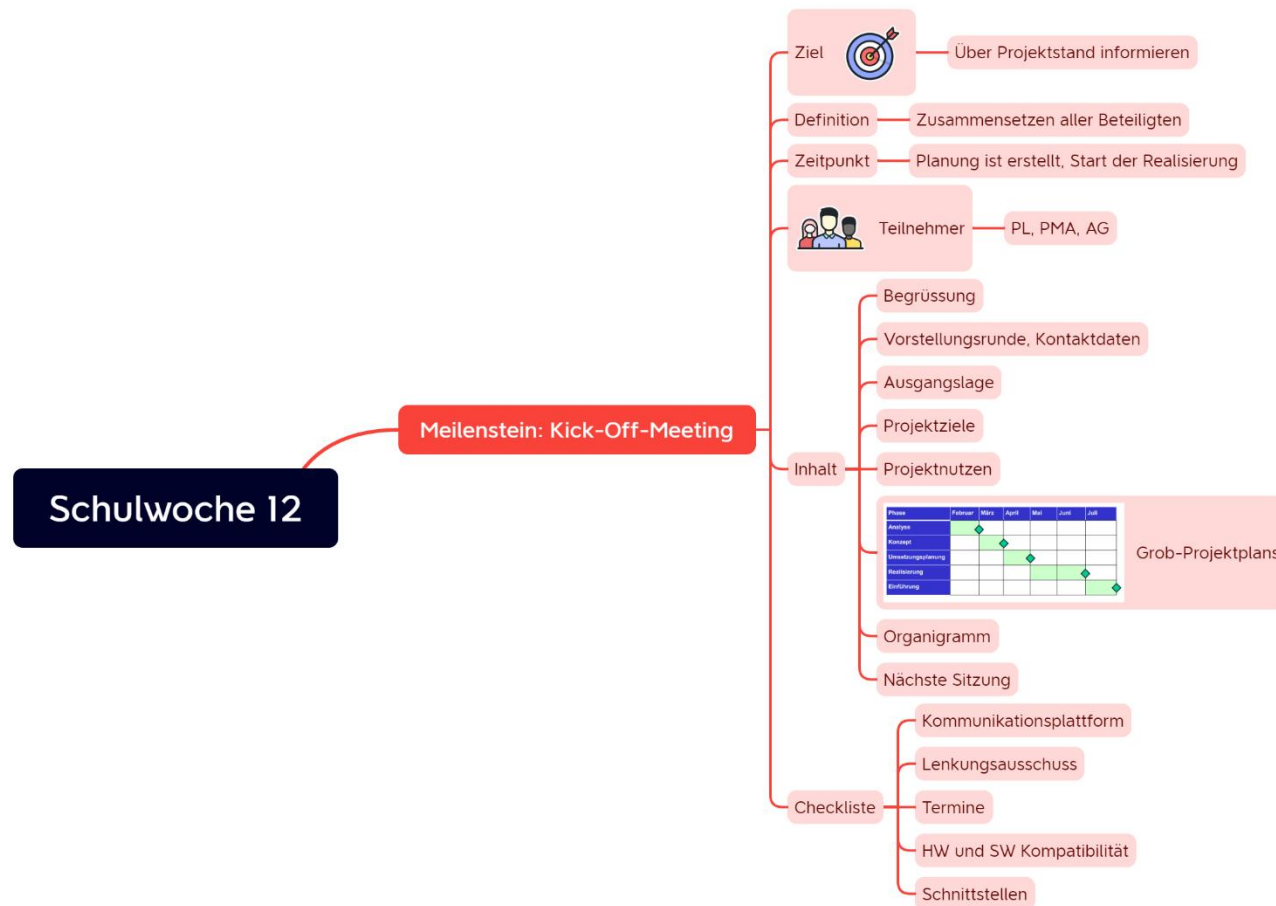 Schulwoche 12
Meilenstein: Kick-Off-Meeting
Ziel
Über Projektstand informieren
Definition
Zusammensetzen aller Beteiligten
Zeitpunkt
Planung ist erstellt, Start der Realisierung
Teilnehmer
PL, PMA, AG
Inhalt
Begrüssung
Vorstellungsrunde, Kontaktdaten
Ausgangslage
Projektziele
Projektnutzen
Phase Februar März April Mai Juni Juli
Analyse
Konzept
Umsetzungsplanung
Realisierung
Einführung
Grob-Projektplans
Organigramm
Nächste Sitzung
Checkliste
Kommunikationsplattform
Lenkungsausschuss
Termine
HW und SW Kompatibilität
Schnittstellen